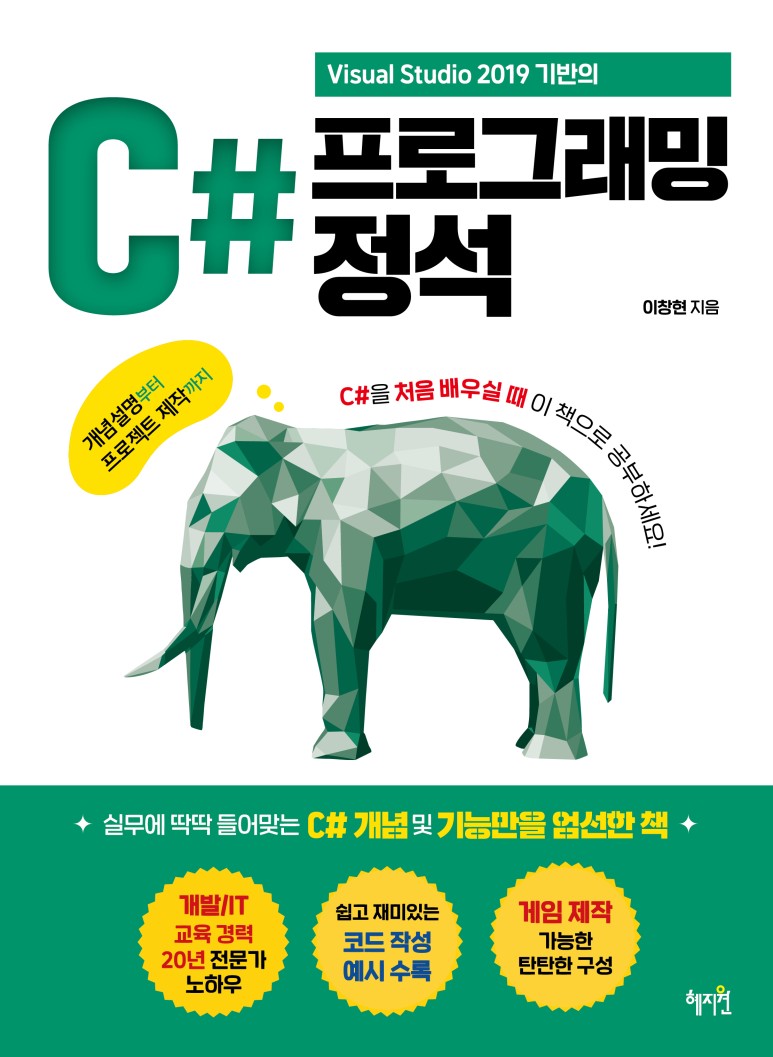 Visual Studio 2019 기반의
C# 프로그래밍
정석
이창현 지음
개념설명부터
프로젝트 제작까지
C#을 처음 배우실 때 이 책으로 공부하세요!
실무에 딱딱 들어맞는 C# 개념 및 기능만을 엄선한 책
개발/IT
교육 경력
20년 전문가
노하우
쉽고 재미있는
코드 작성
예시 수록
게임 제작
가능한
탄탄한 구성
혜지원